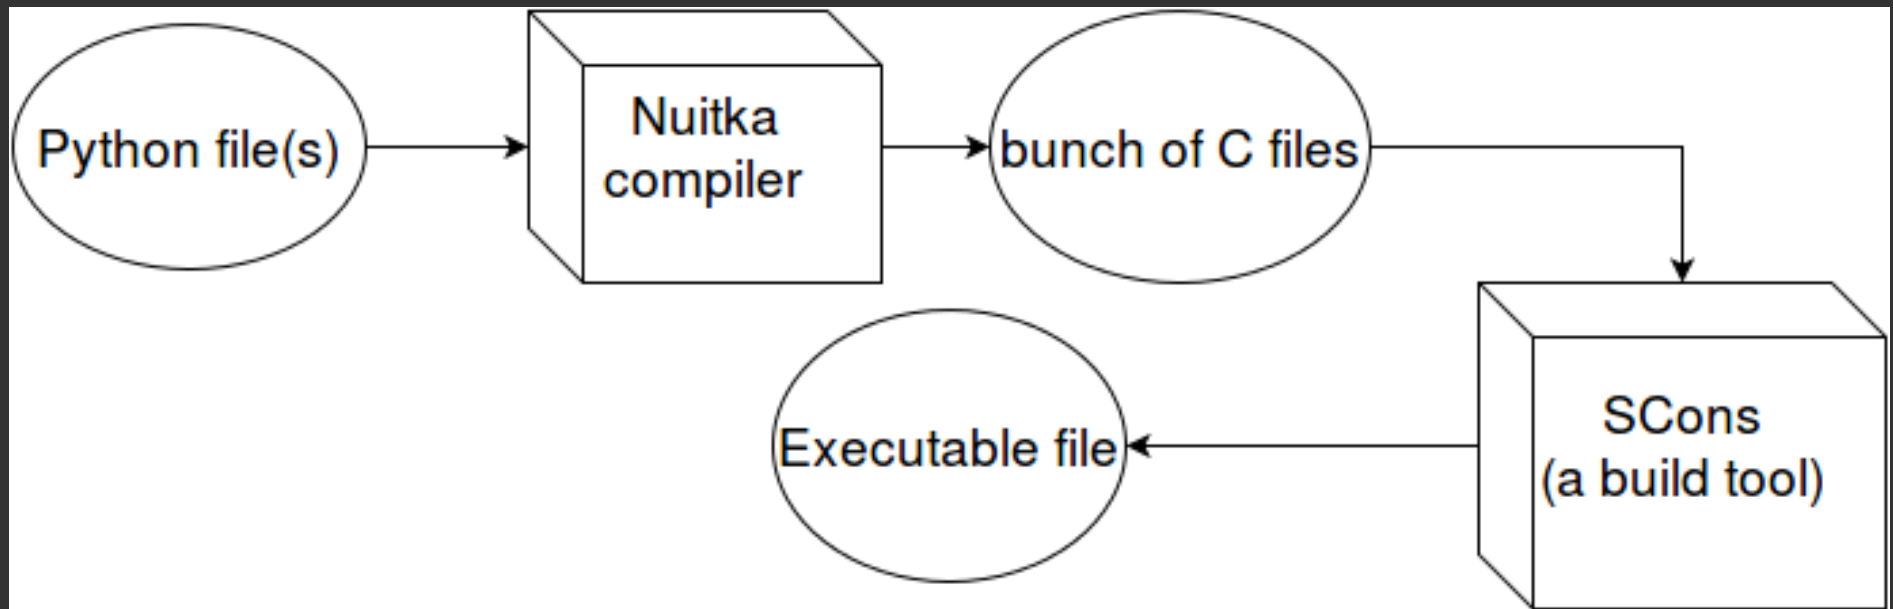 Python file(s)
Nuitka
compiler
bunch of C files
SCons
(a build tool)
Executable file